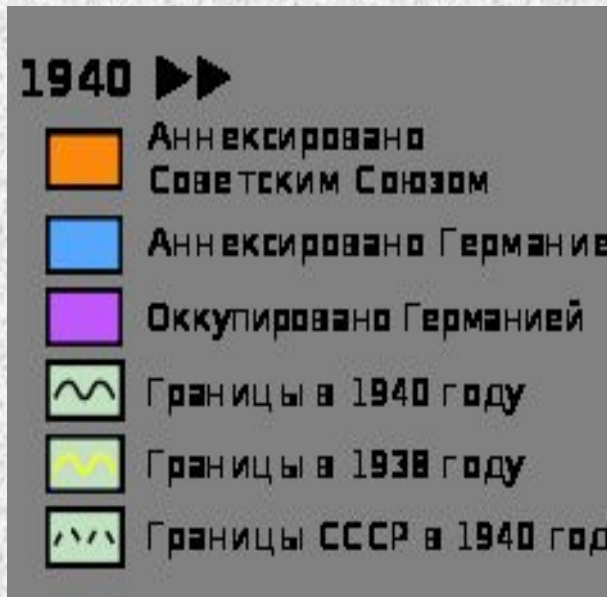 1940
Аннексировано
Советским Союзом
Аннексировано Германие
Оккупировано Германией
Границы в 1940 году
Границы в 1938 году
Границы СССР в 1940 год